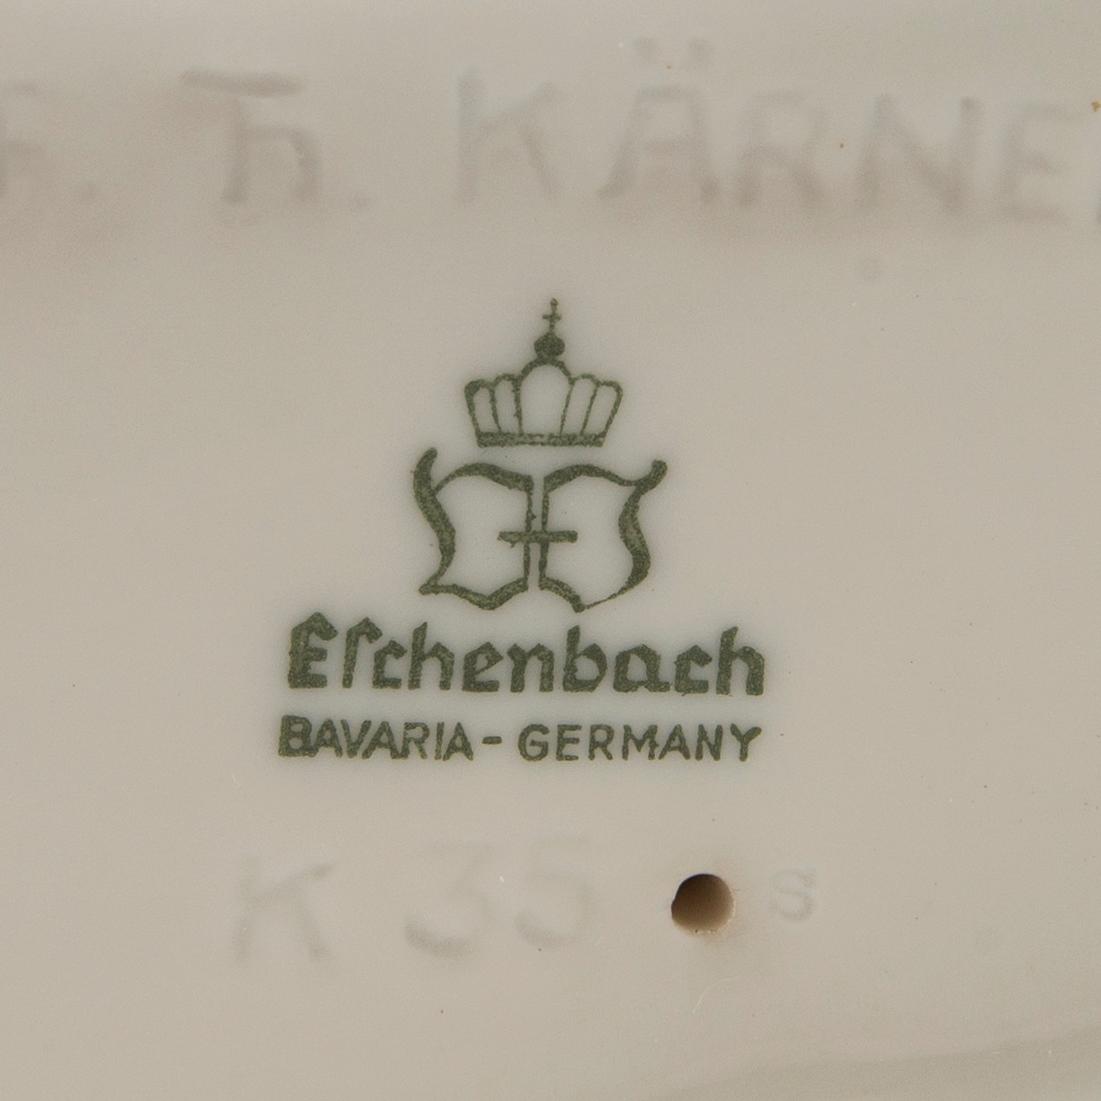 F. Th. KÄRNE
Eſchenbach
BAVARIA - GERMANY
K 35 s